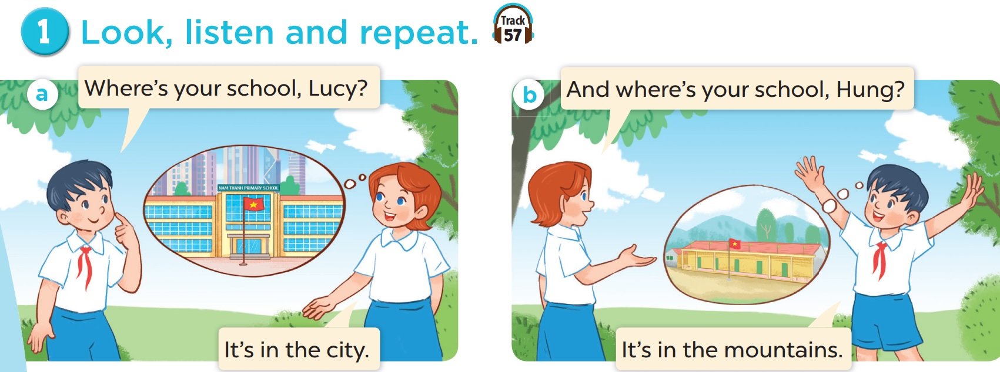 1 Look, listen and repeat. Track
57
a
Where's your school, Lucy?
NAM THANH PRIMARY SCHOOL
It's in the city.
b
And where's your school, Hung?
It's in the mountains.